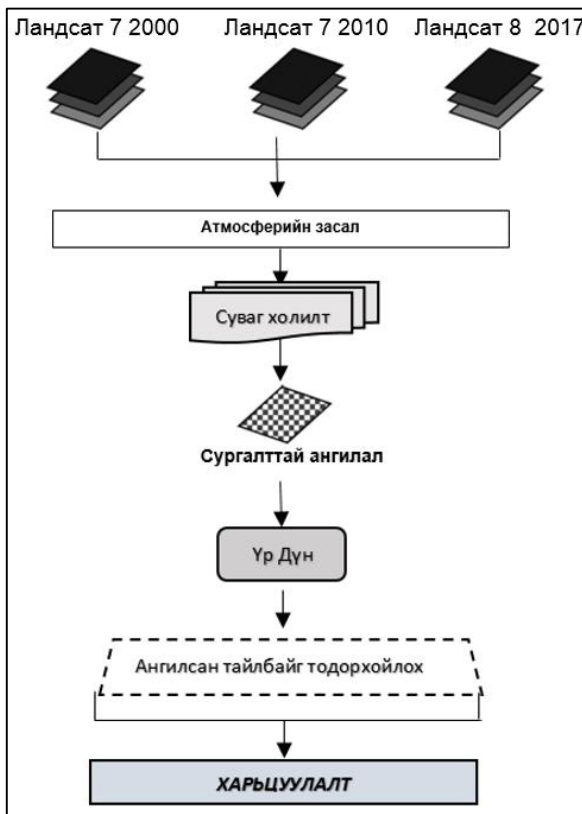 Ландсат 7 2000 Ландсат 7 2010 Ландсат 8 2017
Атмосферийн засал
Суваг холилт
Сургалттай ангилал
Үр Дүн
Ангилсан тайлбайг тодорхойлох
ХАРЬЦУУЛАЛТ